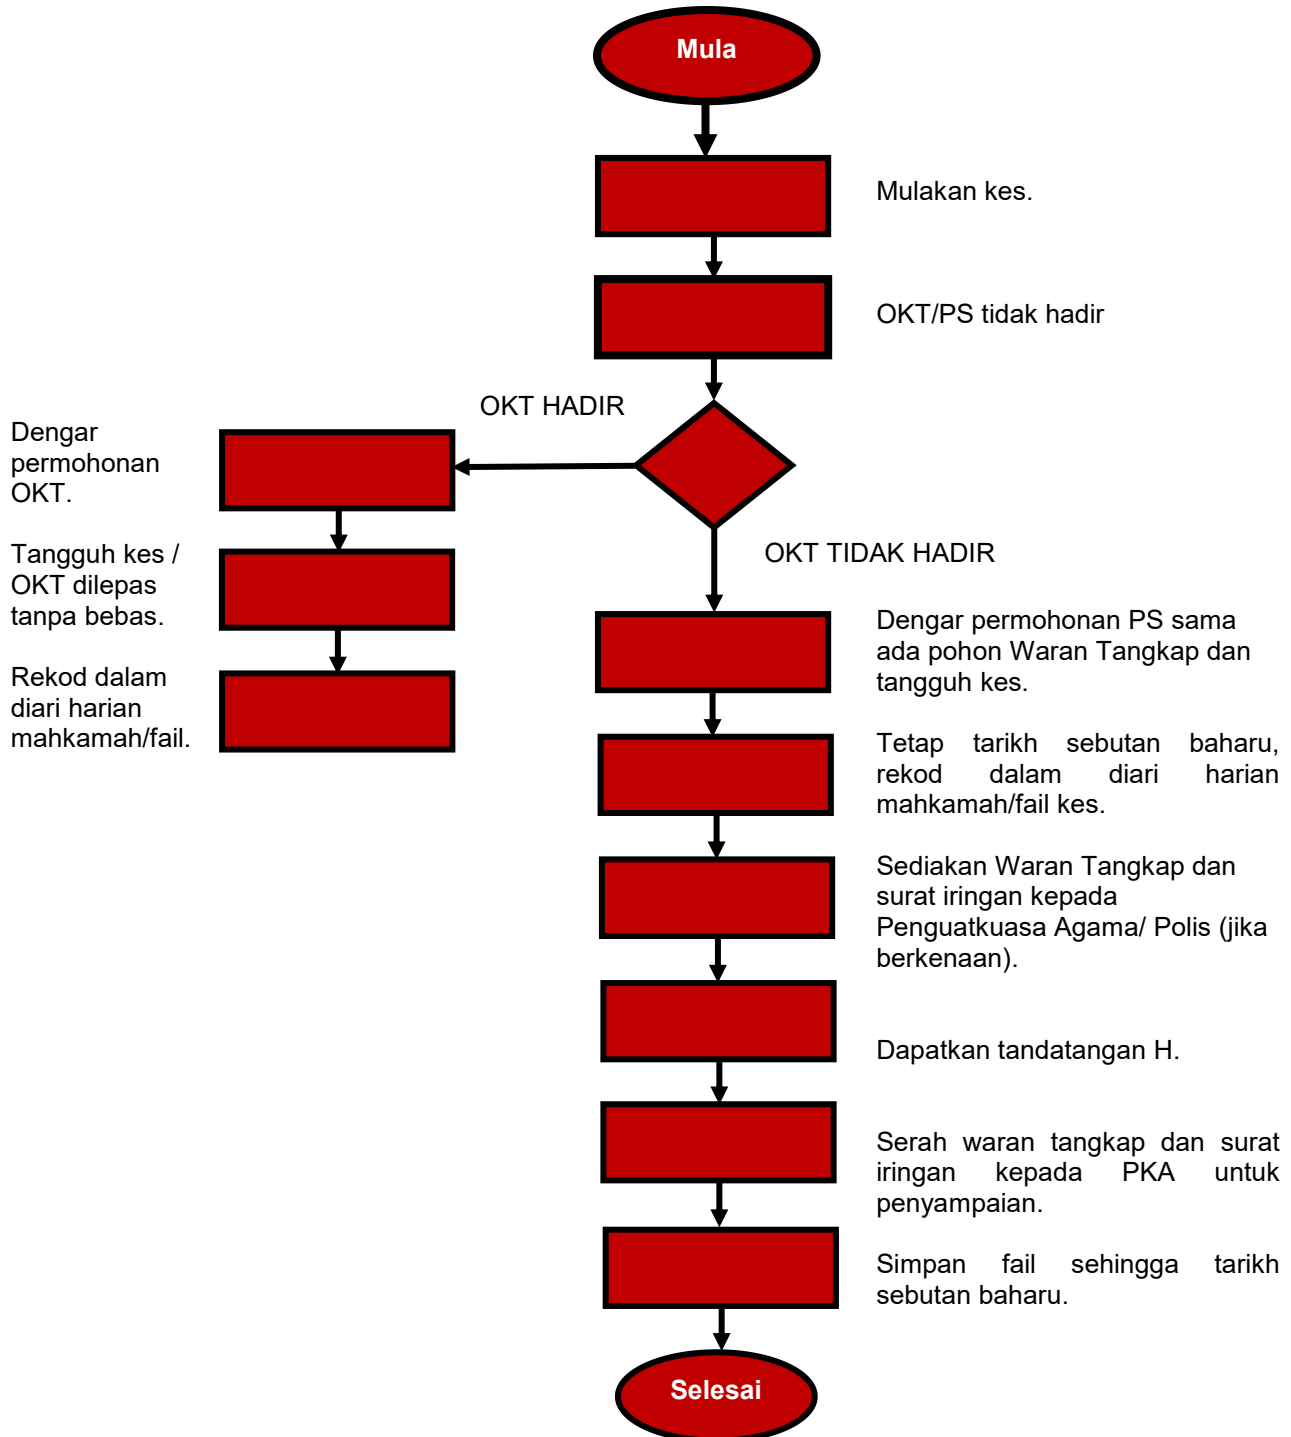 Mula
Mulakan kes.
OKT/PS tidak hadir
OKT HADIR
Dengar
permohonan
OKT.
Tangguh kes /
OKT dilepas
tanpa bebas.
Rekod dalam
diari harian
mahkamah/fail.
OKT TIDAK HADIR
Dengar permohonan PS sama
ada pohon Waran Tangkap dan
tangguh kes.
Tetap tarikh sebutan baharu,
rekod dalam diari harian
mahkamah/fail kes.
Sediakan Waran Tangkap dan
surat iringan kepada
Penguatkuasa Agama/ Polis (jika
berkenaan).
Dapatkan tandatangan H.
Serah waran tangkap dan surat
iringan kepada PKA untuk
penyampaian.
Simpan fail sehingga tarikh
sebutan baharu.
Selesai